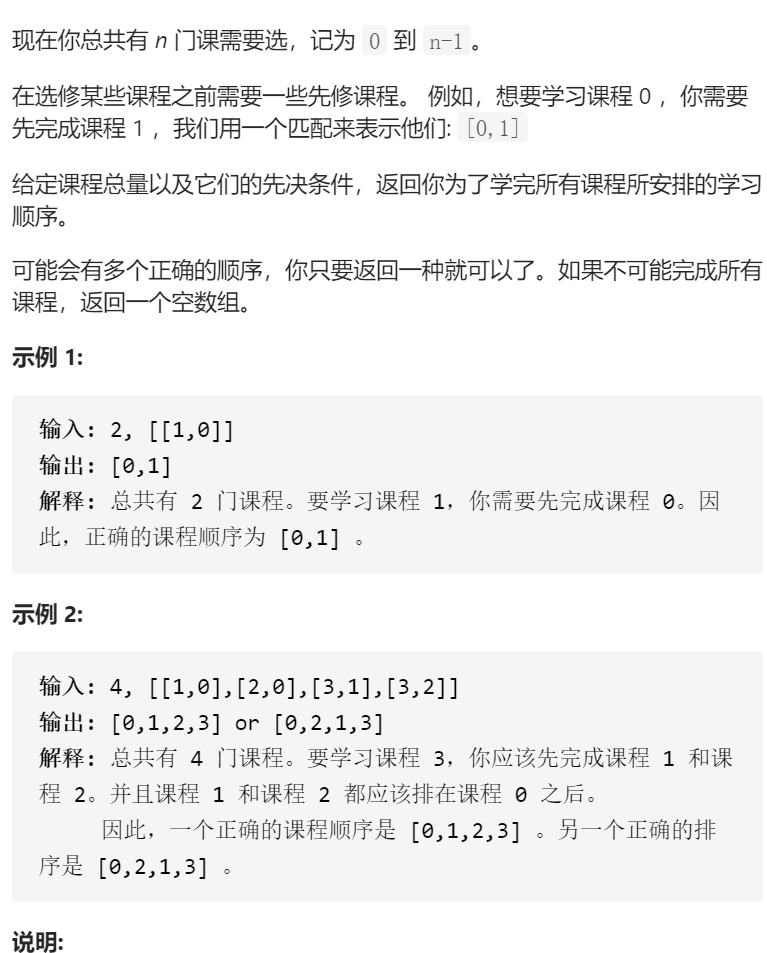 现在你总共有 n 门课需要选，记为 0 到 n-1。
在选修某些课程之前需要一些先修课程。 例如，想要学习课程 0 ，你需要
先完成课程 1 ，我们用一个匹配来表示他们: [0,1]
给定课程总量以及它们的先决条件，返回你为了学完所有课程所安排的学习
顺序。
可能会有多个正确的顺序，你只要返回一种就可以了。如果不可能完成所有
课程，返回一个空数组。
示例 1:
输入: 2, [[1,0]]
输出: [0,1]
解释: 总共有 2 门课程。要学习课程 1，你需要先完成课程 0。因
此，正确的课程顺序为 [0,1] 。
示例 2:
输入: 4, [[1,0],[2,0],[3,1],[3,2]]
输出: [0,1,2,3] or [0,2,1,3]
解释: 总共有 4 门课程。要学习课程 3，你应该先完成课程 1 和课
程 2。并且课程 1 和课程 2 都应该排在课程 0 之后。
因此，一个正确的课程顺序是 [0,1,2,3] 。另一个正确的排
序是 [0,2,1,3] 。
说明: